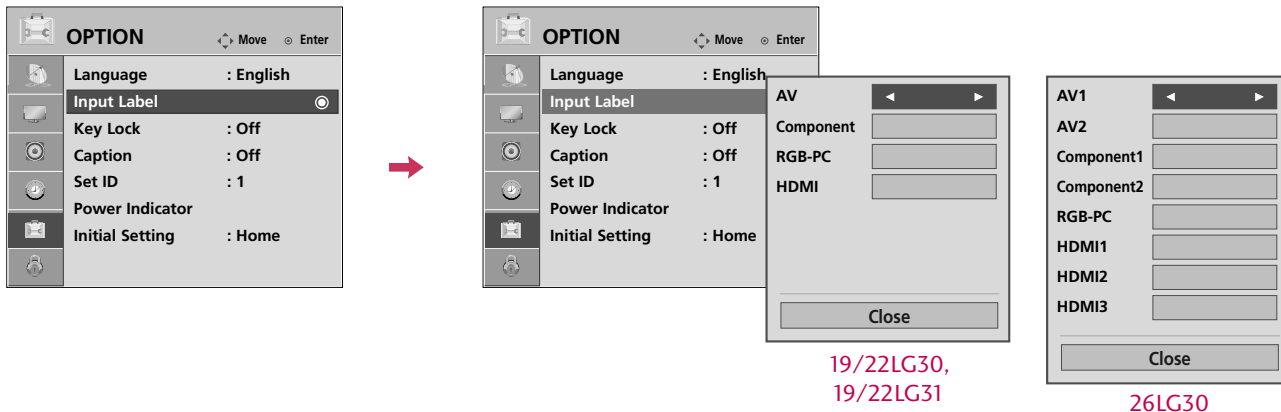 OPTION Move Enter
Language : English
Input Label
Key Lock : Off
Caption : Off
Set ID : 1
Power Indicator
Initial Setting : Home
OPTION Move Enter
Language : English
Input Label
Key Lock : Off
Caption : Off
Set ID : 1
Power Indicator
Initial Setting : Home
AV
Component
RGB-PC
HDMI
Close
19/22LG30,
19/22LG31
AV1
AV2
Component1
Component2
RGB-PC
HDMI1
HDMI2
HDMI3
Close
26LG30